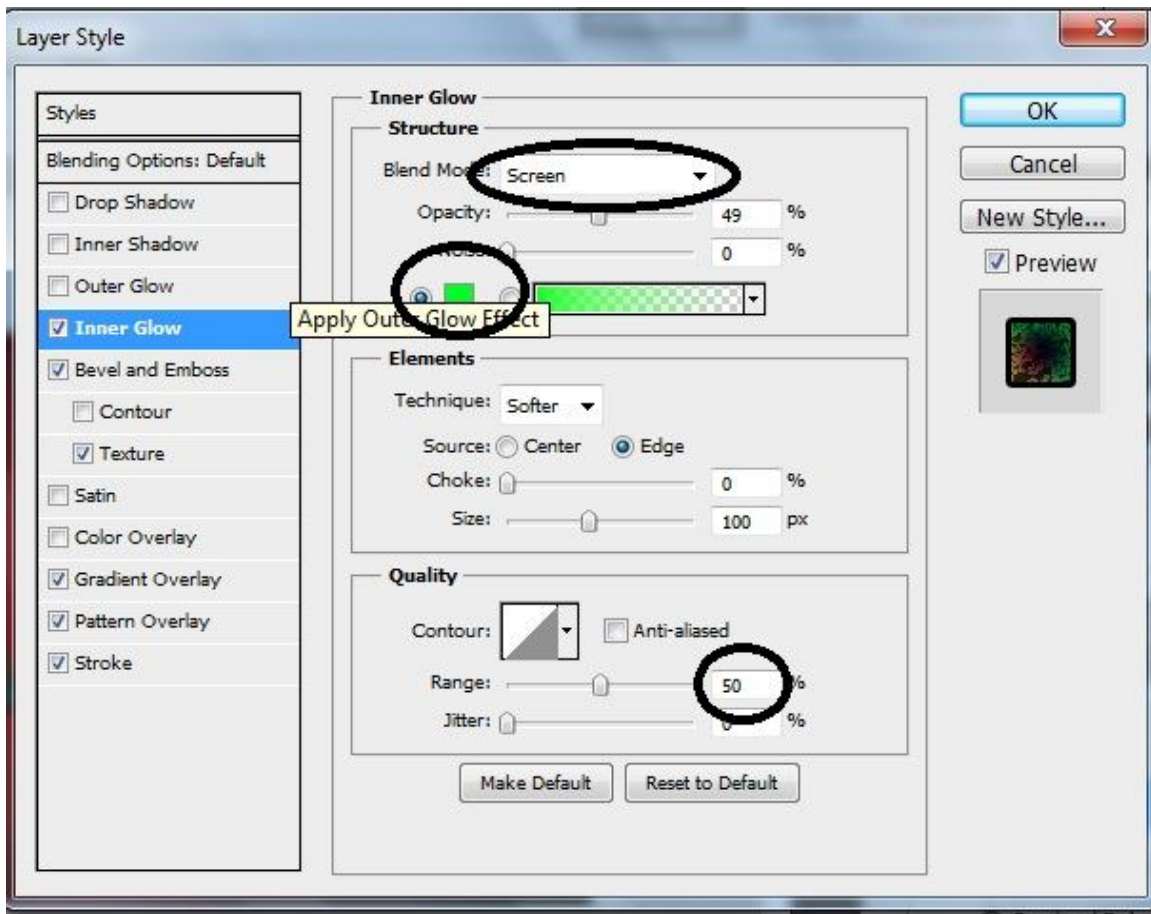 Layer Style
X
Styles
Blending Options: Default
Drop Shadow
Inner Shadow
Outer Glow
Inner Glow
Bevel and Emboss
Contour
Texture
Satin
Color Overlay
Gradient Overlay
Pattern Overlay
Stroke
Inner Glow
Structure
Blend Mode: Screen
Opacity: 49 %
Noise: 0 %
Apply Outer Glow Effect
Elements
Technique: Softer
Source: Center Edge
Choke: 0 %
Size: 100 px
Quality
Contour: Anti-aliased
Range: 50 %
Jitter: 0 %
Make Default Reset to Default
OK
Cancel
New Style...
Preview